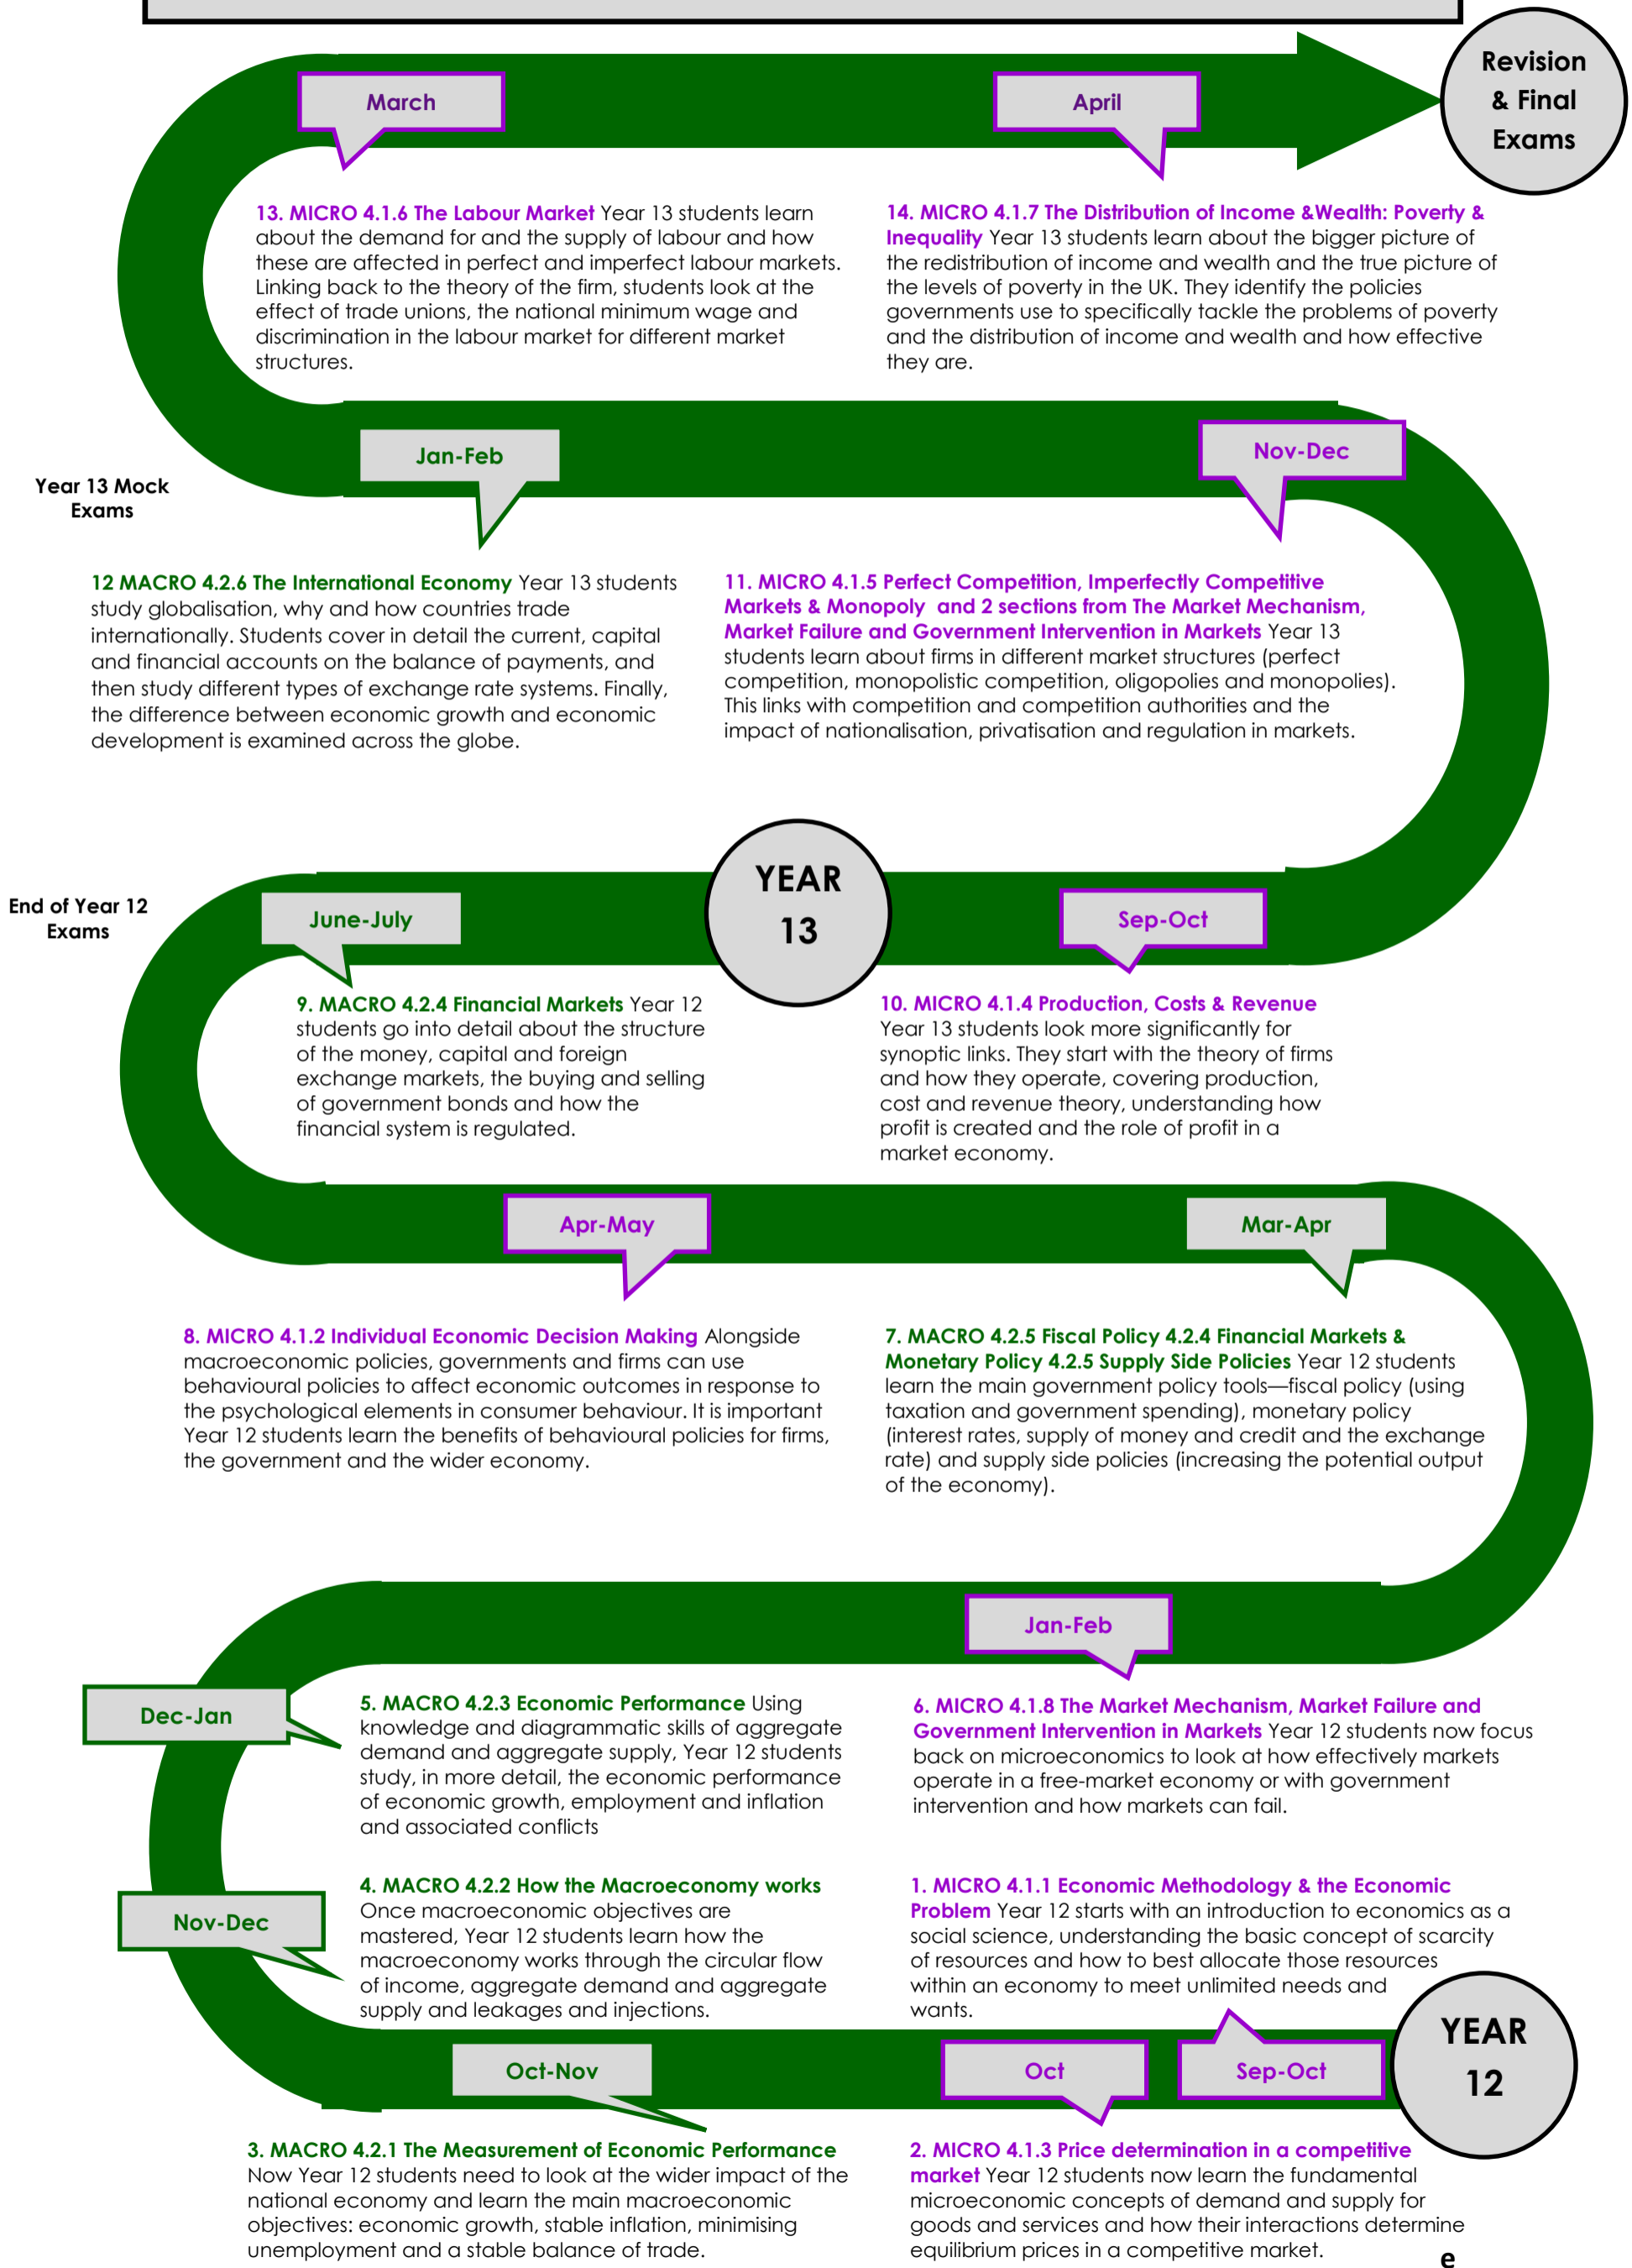 Revision
& Final
Exams
March
April
13. MICRO 4.1.6 The Labour Market Year 13 students learn
about the demand for and the supply of labour and how
these are affected in perfect and imperfect labour markets.
Linking back to the theory of the firm, students look at the
effect of trade unions, the national minimum wage and
discrimination in the labour market for different market
structures.
14. MICRO 4.1.7 The Distribution of Income &Wealth: Poverty &
Inequality Year 13 students learn about the bigger picture of
the redistribution of income and wealth and the true picture of
the levels of poverty in the UK. They identify the policies
governments use to specifically tackle the problems of poverty
and the distribution of income and wealth and how effective
they are.
Jan-Feb
Nov-Dec
Year 13 Mock
Exams
12 MACRO 4.2.6 The International Economy Year 13 students
study globalisation, why and how countries trade
internationally. Students cover in detail the current, capital
and financial accounts on the balance of payments, and
then study different types of exchange rate systems. Finally,
the difference between economic growth and economic
development is examined across the globe.
11. MICRO 4.1.5 Perfect Competition, Imperfectly Competitive
Markets & Monopoly  and 2 sections from The Market Mechanism,
Market Failure and Government Intervention in Markets Year 13
students learn about firms in different market structures (perfect
competition, monopolistic competition, oligopolies and monopolies).
This links with competition and competition authorities and the
impact of nationalisation, privatisation and regulation in markets.
YEAR
13
End of Year 12
Exams
June-July
Sep-Oct
9. MACRO 4.2.4 Financial Markets Year 12
students go into detail about the structure
of the money, capital and foreign
exchange markets, the buying and selling
of government bonds and how the
financial system is regulated.
10. MICRO 4.1.4 Production, Costs & Revenue
Year 13 students look more significantly for
synoptic links. They start with the theory of firms
and how they operate, covering production,
cost and revenue theory, understanding how
profit is created and the role of profit in a
market economy.
Apr-May
Mar-Apr
8. MICRO 4.1.2 Individual Economic Decision Making Alongside
macroeconomic policies, governments and firms can use
behavioural policies to affect economic outcomes in response to
the psychological elements in consumer behaviour. It is important
Year 12 students learn the benefits of behavioural policies for firms,
the government and the wider economy.
7. MACRO 4.2.5 Fiscal Policy 4.2.4 Financial Markets &
Monetary Policy 4.2.5 Supply Side Policies Year 12 students
learn the main government policy tools—fiscal policy (using
taxation and government spending), monetary policy
(interest rates, supply of money and credit and the exchange
rate) and supply side policies (increasing the potential output
of the economy).
Jan-Feb
Dec-Jan
5. MACRO 4.2.3 Economic Performance Using
knowledge and diagrammatic skills of aggregate
demand and aggregate supply, Year 12 students
study, in more detail, the economic performance
of economic growth, employment and inflation
and associated conflicts
6. MICRO 4.1.8 The Market Mechanism, Market Failure and
Government Intervention in Markets Year 12 students now focus
back on microeconomics to look at how effectively markets
operate in a free-market economy or with government
intervention and how markets can fail.
Nov-Dec
4. MACRO 4.2.2 How the Macroeconomy works
Once macroeconomic objectives are
mastered, Year 12 students learn how the
macroeconomy works through the circular flow
of income, aggregate demand and aggregate
supply and leakages and injections.
1. MICRO 4.1.1 Economic Methodology & the Economic
Problem Year 12 starts with an introduction to economics as a
social science, understanding the basic concept of scarcity
of resources and how to best allocate those resources
within an economy to meet unlimited needs and
wants.
YEAR
12
Oct-Nov
Oct
Sep-Oct
3. MACRO 4.2.1 The Measurement of Economic Performance
Now Year 12 students need to look at the wider impact of the
national economy and learn the main macroeconomic
objectives: economic growth, stable inflation, minimising
unemployment and a stable balance of trade.
2. MICRO 4.1.3 Price determination in a competitive
market Year 12 students now learn the fundamental
microeconomic concepts of demand and supply for
goods and services and how their interactions determine
equilibrium prices in a competitive market.
e